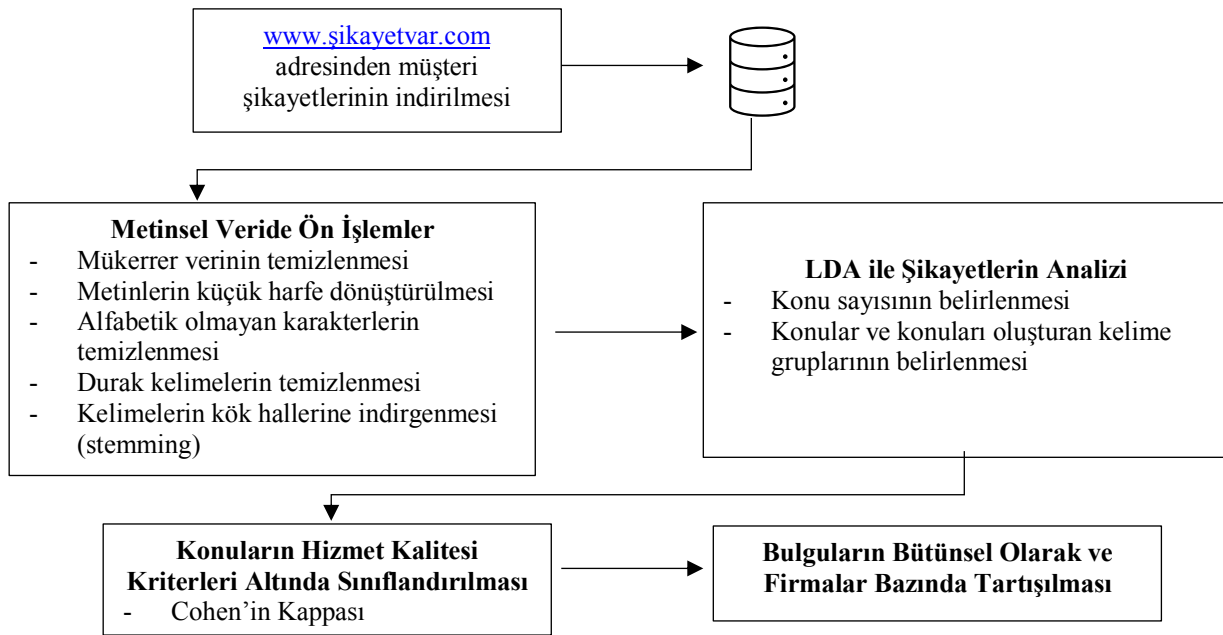 www.şikayetvar.com
adresinden müşteri
şikayetlerinin indirilmesi
Metinsel Veride Ön İşlemler
- Mükerrer verinin temizlenmesi
- Metinlerin küçük harfe dönüştürülmesi
- Alfabetik olmayan karakterlerin
temizlenmesi
- Durak kelimelerin temizlenmesi
- Kelimelerin kök hallerine indirgenmesi
(stemming)
LDA ile Şikayetlerin Analizi
- Konu sayısının belirlenmesi
- Konular ve konuları oluşturan kelime
gruplarının belirlenmesi
Konuların Hizmet Kalitesi
Kriterleri Altında Sınıflandırılması
- Cohen’in Kappası
Bulguların Bütünsel Olarak ve
Firmalar Bazında Tartışılması